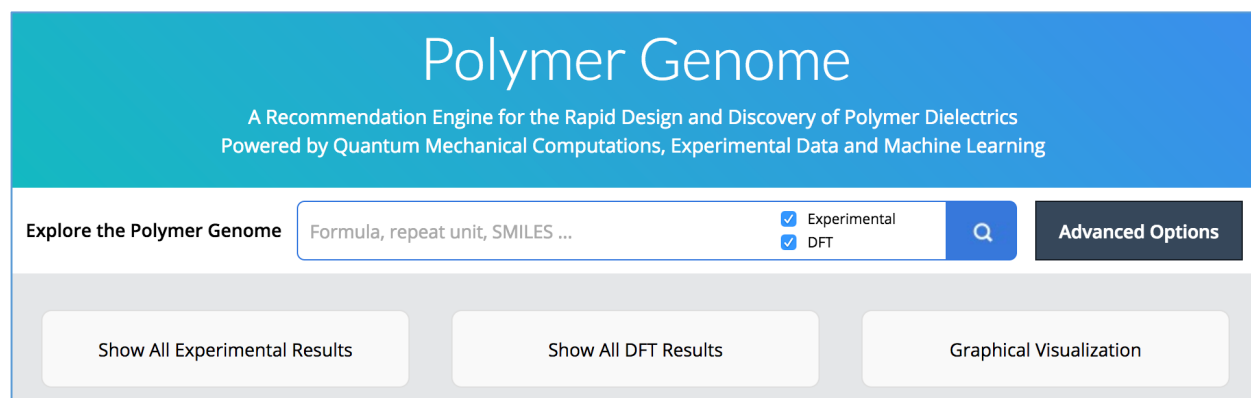 Polymer Genome
A Recommendation Engine for the Rapid Design and Discovery of Polymer Dielectrics
Powered by Quantum Mechanical Computations, Experimental Data and Machine Learning
Explore the Polymer Genome
Formula, repeat unit, SMILES ...
Experimental
DFT
Advanced Options
Show All Experimental Results
Show All DFT Results
Graphical Visualization